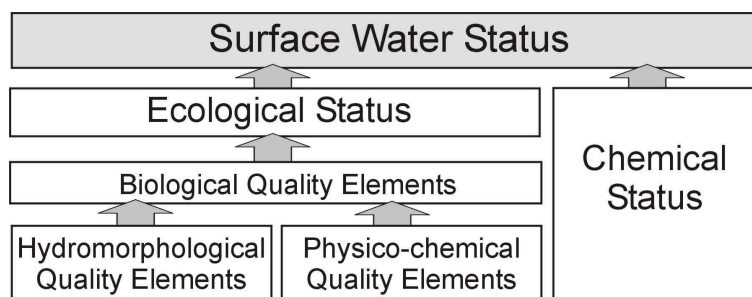 Surface Water Status
Ecological Status
Biological Quality Elements
Hydromorphological
Quality Elements
Physico-chemical
Quality Elements
Chemical
Status